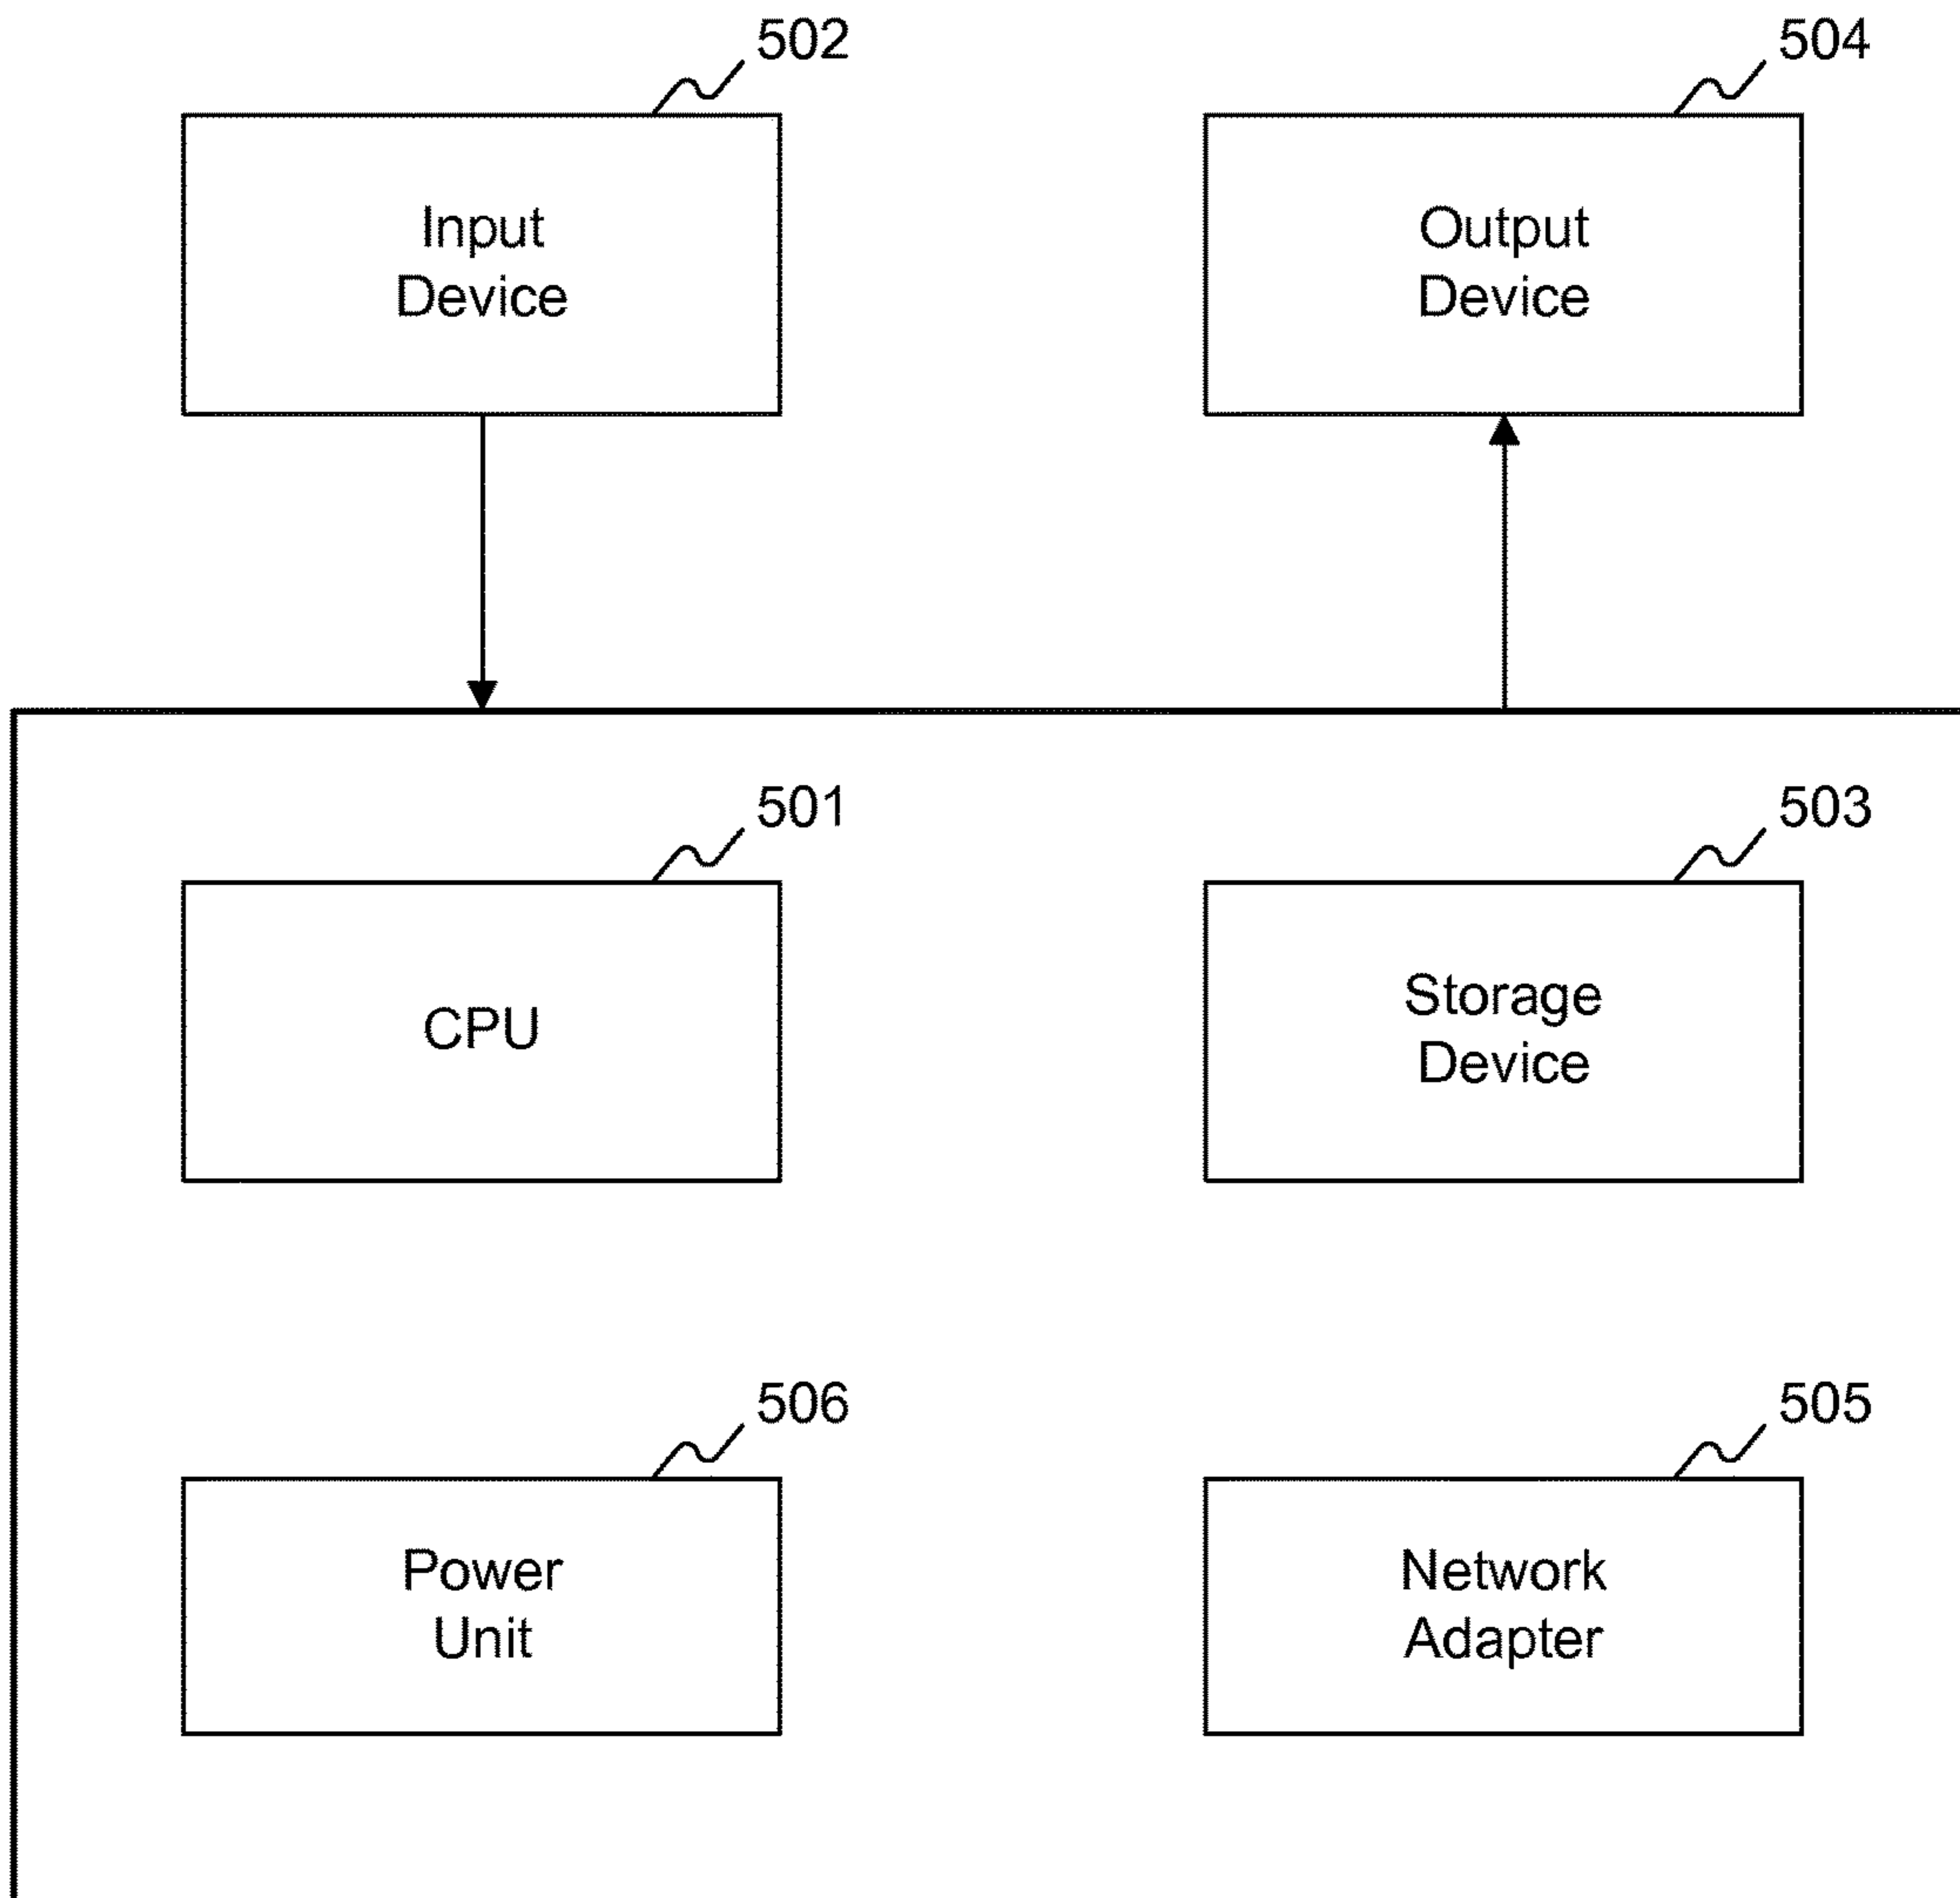 502
504
Input
Device
Output
Device
501
503
CPU
Storage
Device
506
505
Power
Unit
Network
Adapter